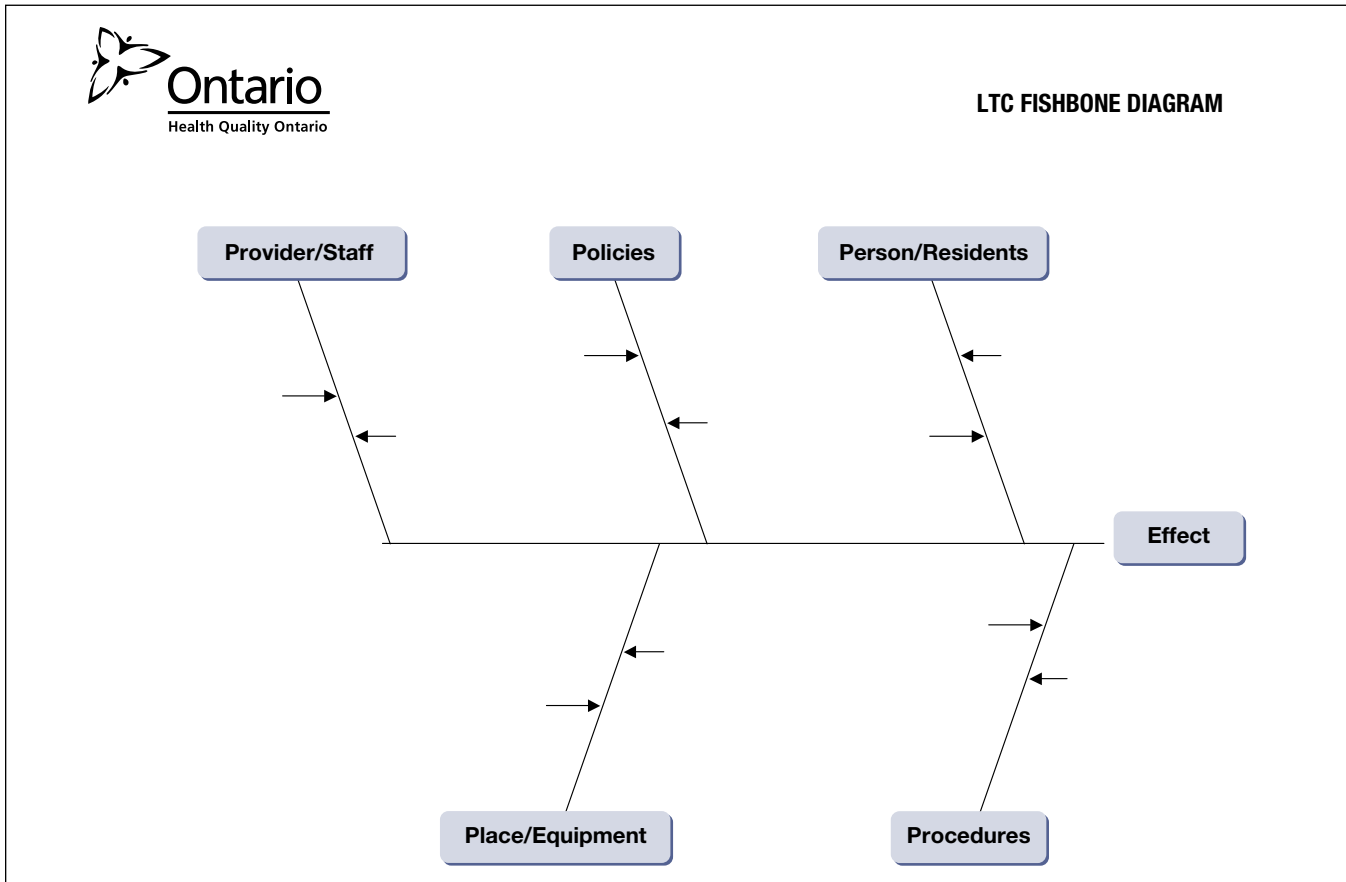 Ontario
Health Quality Ontario
LTC FISHBONE DIAGRAM
Provider/Staff
Policies
Person/Residents
Effect
Place/Equipment
Procedures